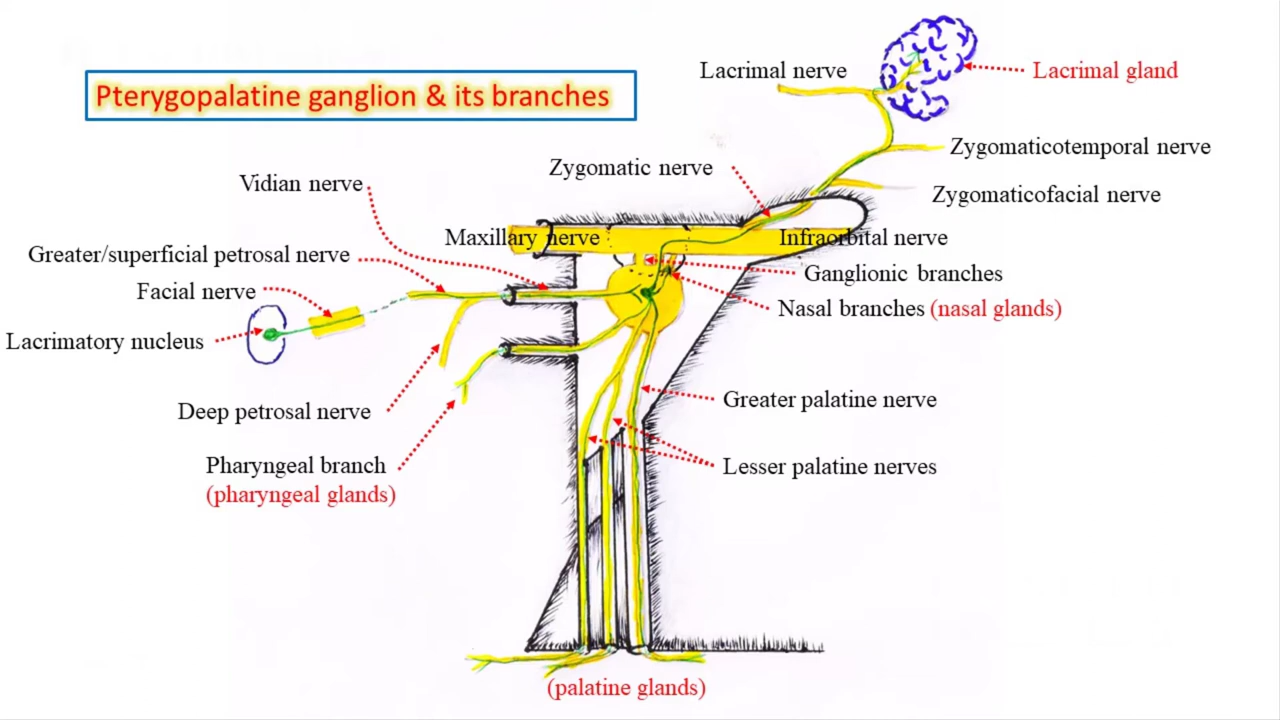 Pterygopalatine ganglion & its branches
Lacrimal nerve
Lacrimal gland
Zygomaticotemporal nerve
Zygomatic nerve
Vidian nerve
Zygomaticofacial nerve
Maxillary nerve
Infraorbital nerve
Greater/superficial petrosal nerve
Ganglionic branches
Facial nerve
Nasal branches (nasal glands)
Lacrimatory nucleus
Greater palatine nerve
Deep petrosal nerve
Pharyngeal branch
(pharyngeal glands)
Lesser palatine nerves
(palatine glands)